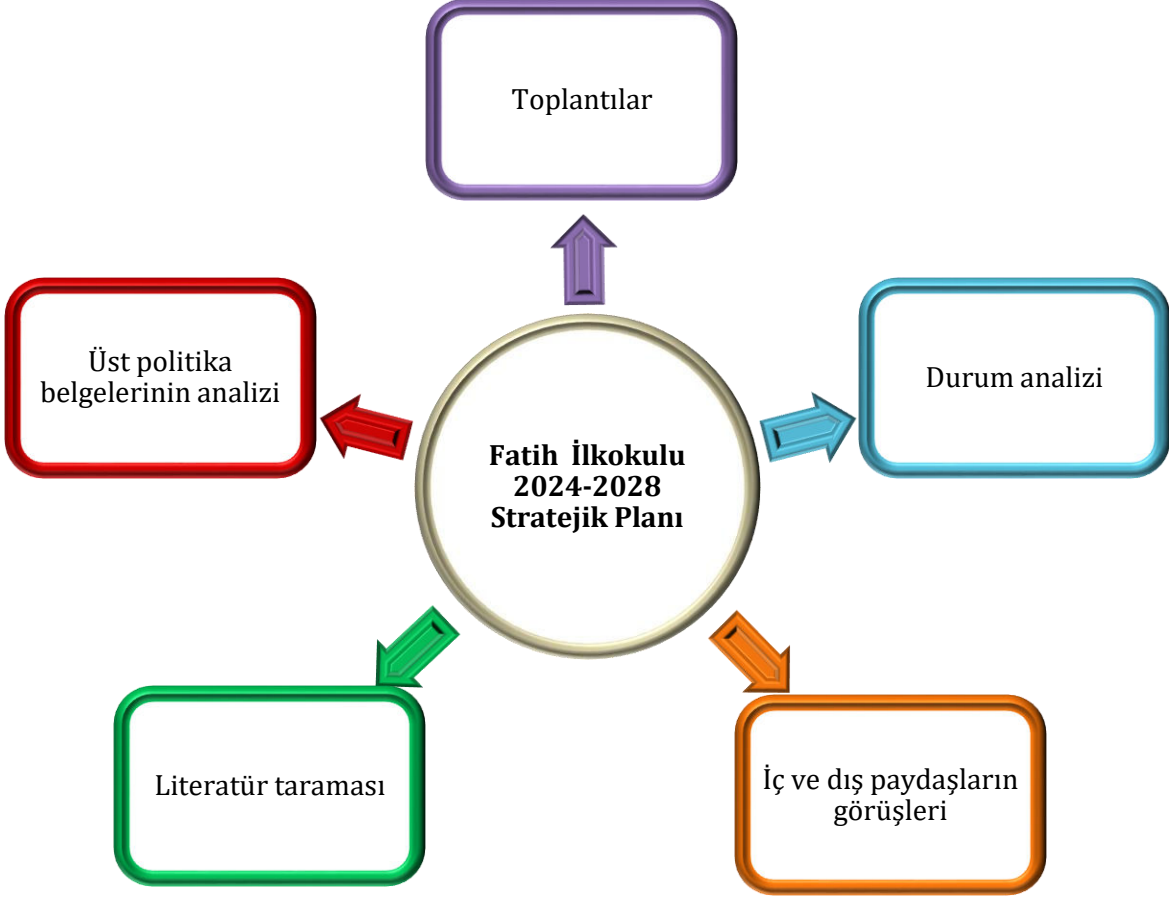 Toplantılar
Üst politika
belgelerinin analizi
Durum analizi
Fatih İlkokulu
2024-2028
Stratejik Planı
Literatür taraması
İç ve dış paydaşların
görüşleri